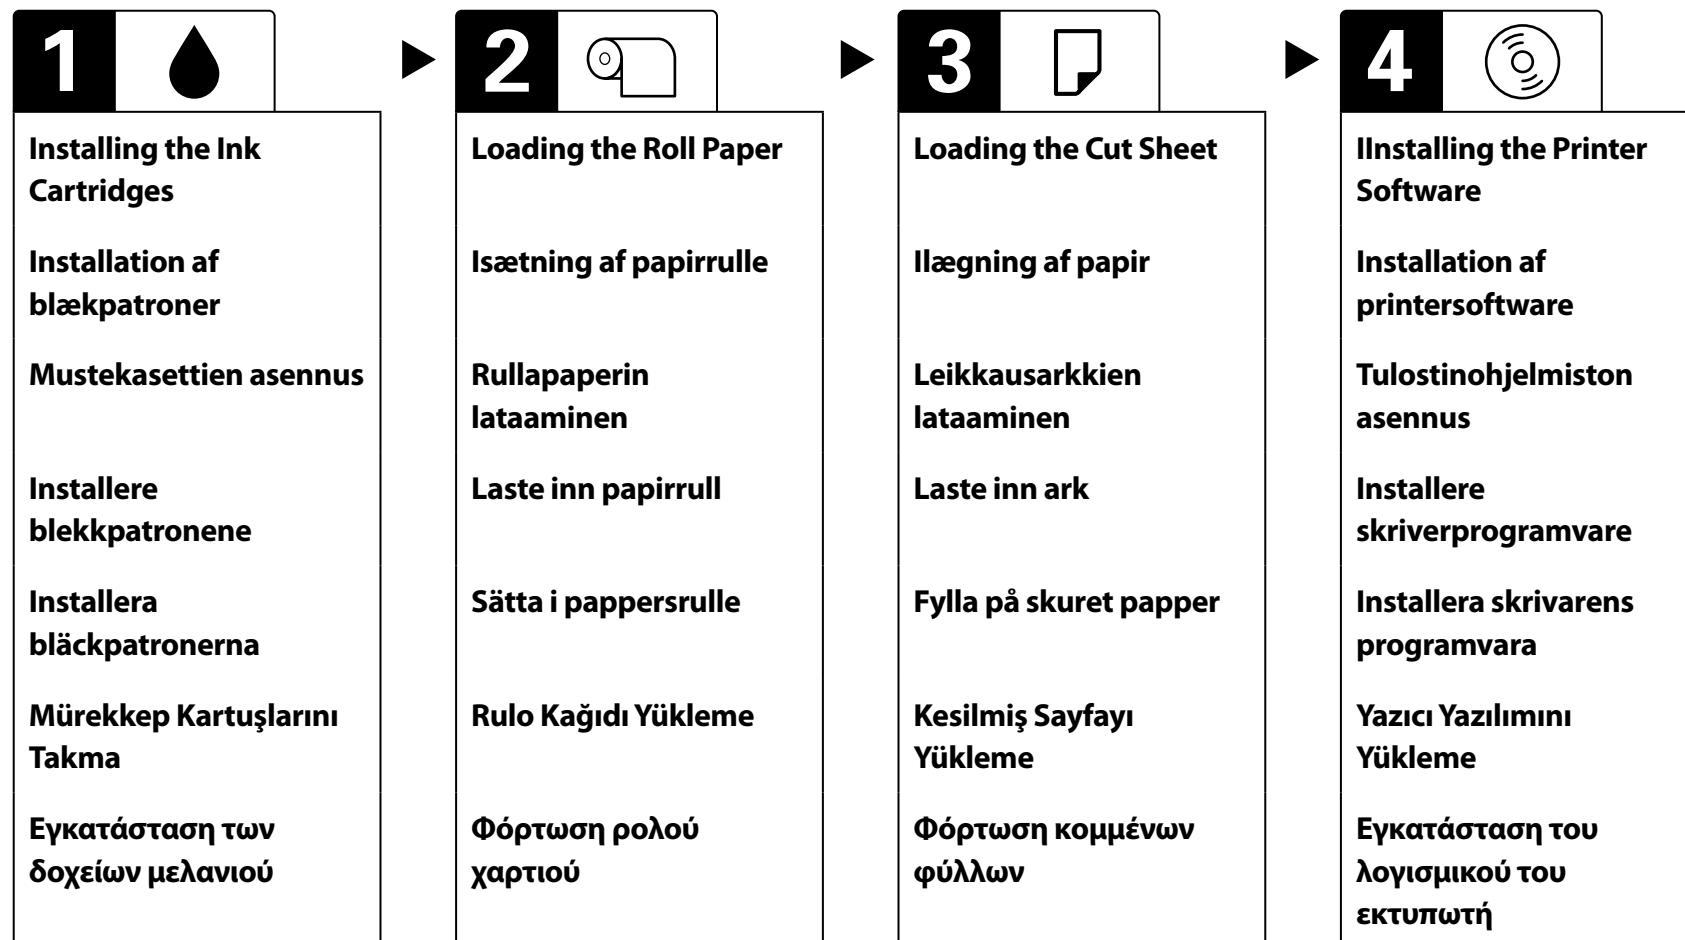 1
Installing the Ink
Cartridges
Installation af
blækpatroner
Mustekasettien asennus
Installere
blekkpatronene
Installera
bläckpatronerna
Mürekkep Kartuşlarını
Takma
Εγκατάσταση των
δοχείων μελανιού
2
Loading the Roll Paper
Isætning af papirrulle
Rullapaperin
lataaminen
Laste inn papirrull
Sätta i pappersrulle
Rulo Kağıdı Yükleme
Φόρτωση ρολού
χαρτιού
3
Loading the Cut Sheet
Ilægning af papir
Leikkausarkkien
lataaminen
Laste inn ark
Fylla på skuret papper
Kesilmiş Sayfayı
Yükleme
Φόρτωση κομμένων
φύλλων
4
IInstalling the Printer
Software
Installation af
printersoftware
Tulostinohjelmiston
asennus
Installere
skriverprogramvare
Installera skrivarens
programvara
Yazıcı Yazılımını
Yükleme
Εγκατάσταση του
λογισμικού του
εκτυπωτή